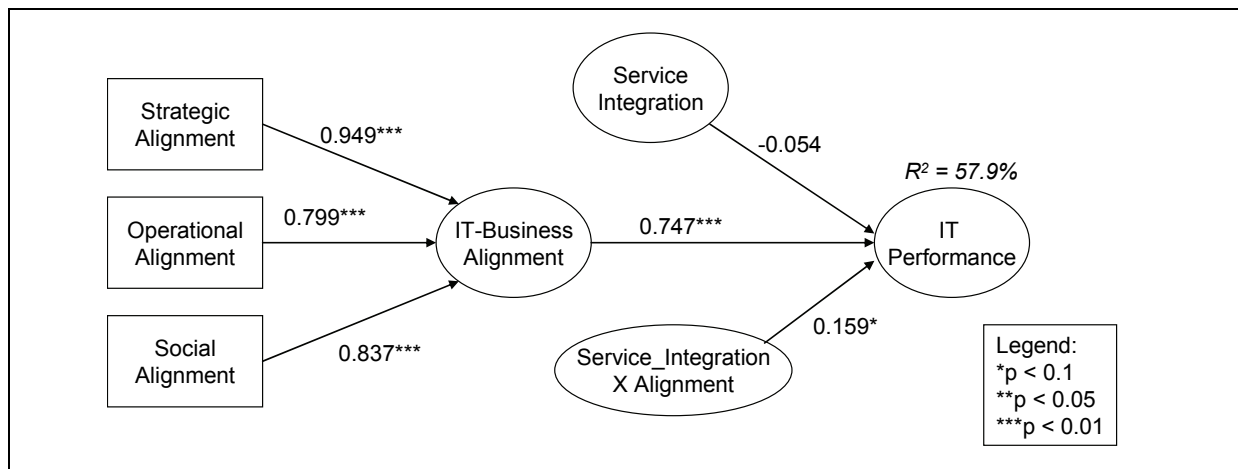 Strategic
Alignment
0.949***
Operational
Alignment
0.799***
Social
Alignment
0.837***
IT-Business
Alignment
0.747***
Service
Integration
-0.054
Service_Integration
X Alignment
0.159*
R² = 57.9%
IT
Performance
Legend:
*p < 0.1
**p < 0.05
***p < 0.01